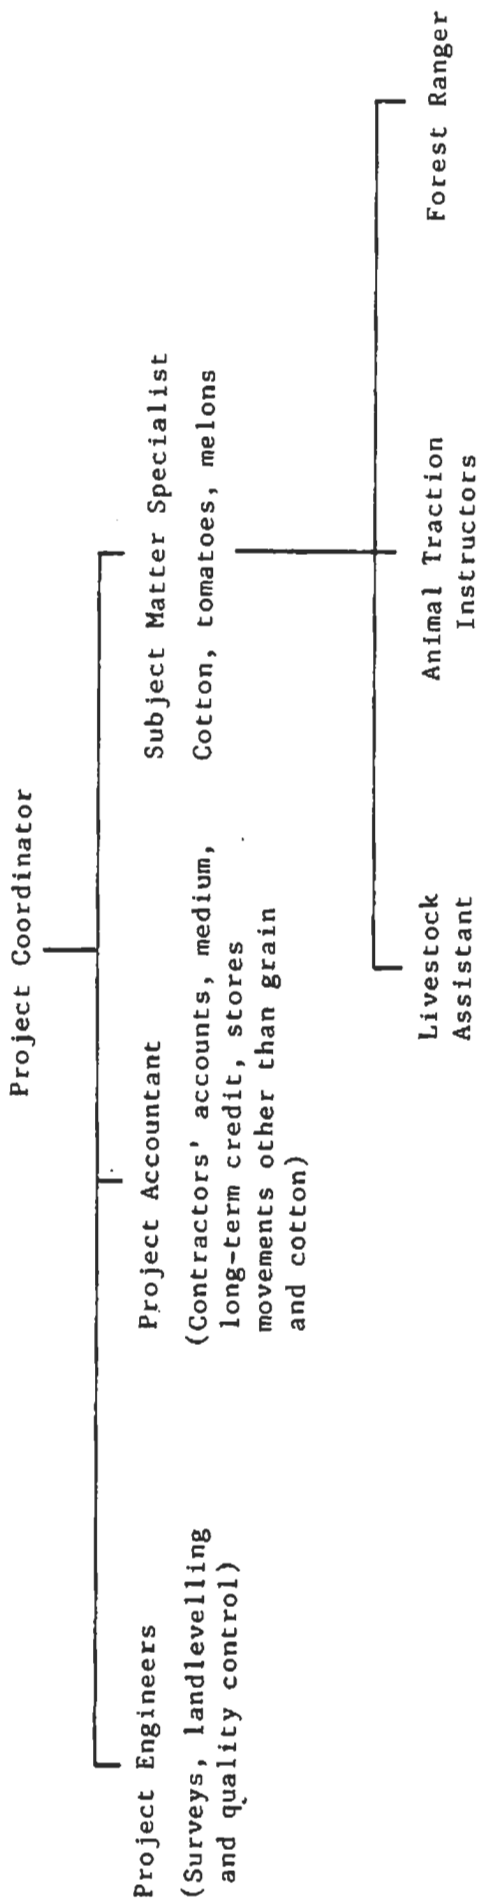 Project Coordinator
Project Engineers
(Surveys, landlevelling
and quality control)
Project Accountant
(Contractors' accounts, medium,
long-term credit, stores
movements other than grain
and cotton)
Subject Matter Specialist
Cotton, tomatoes, melons
Livestock
Assistant
Animal Traction
Instructors
Forest Ranger